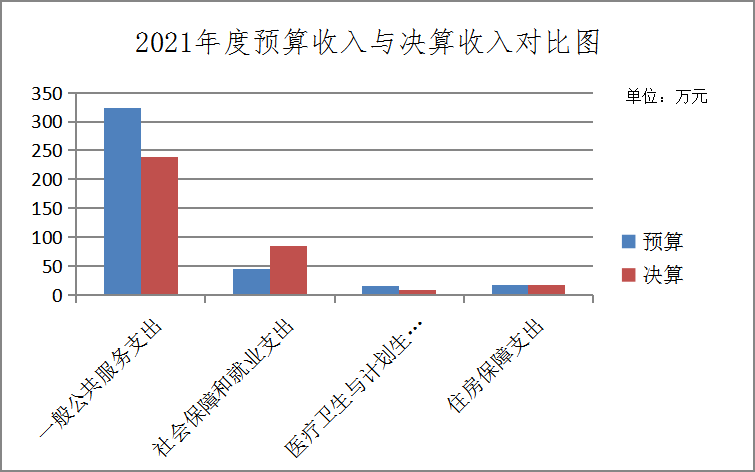 2021年度预算收入与决算收入对比图
单位：万元
350
300
250
200
150
100
50
0
预算
决算
一般公共服务支出
社会保障和就业支出
医疗卫生与计划生…
住房保障支出